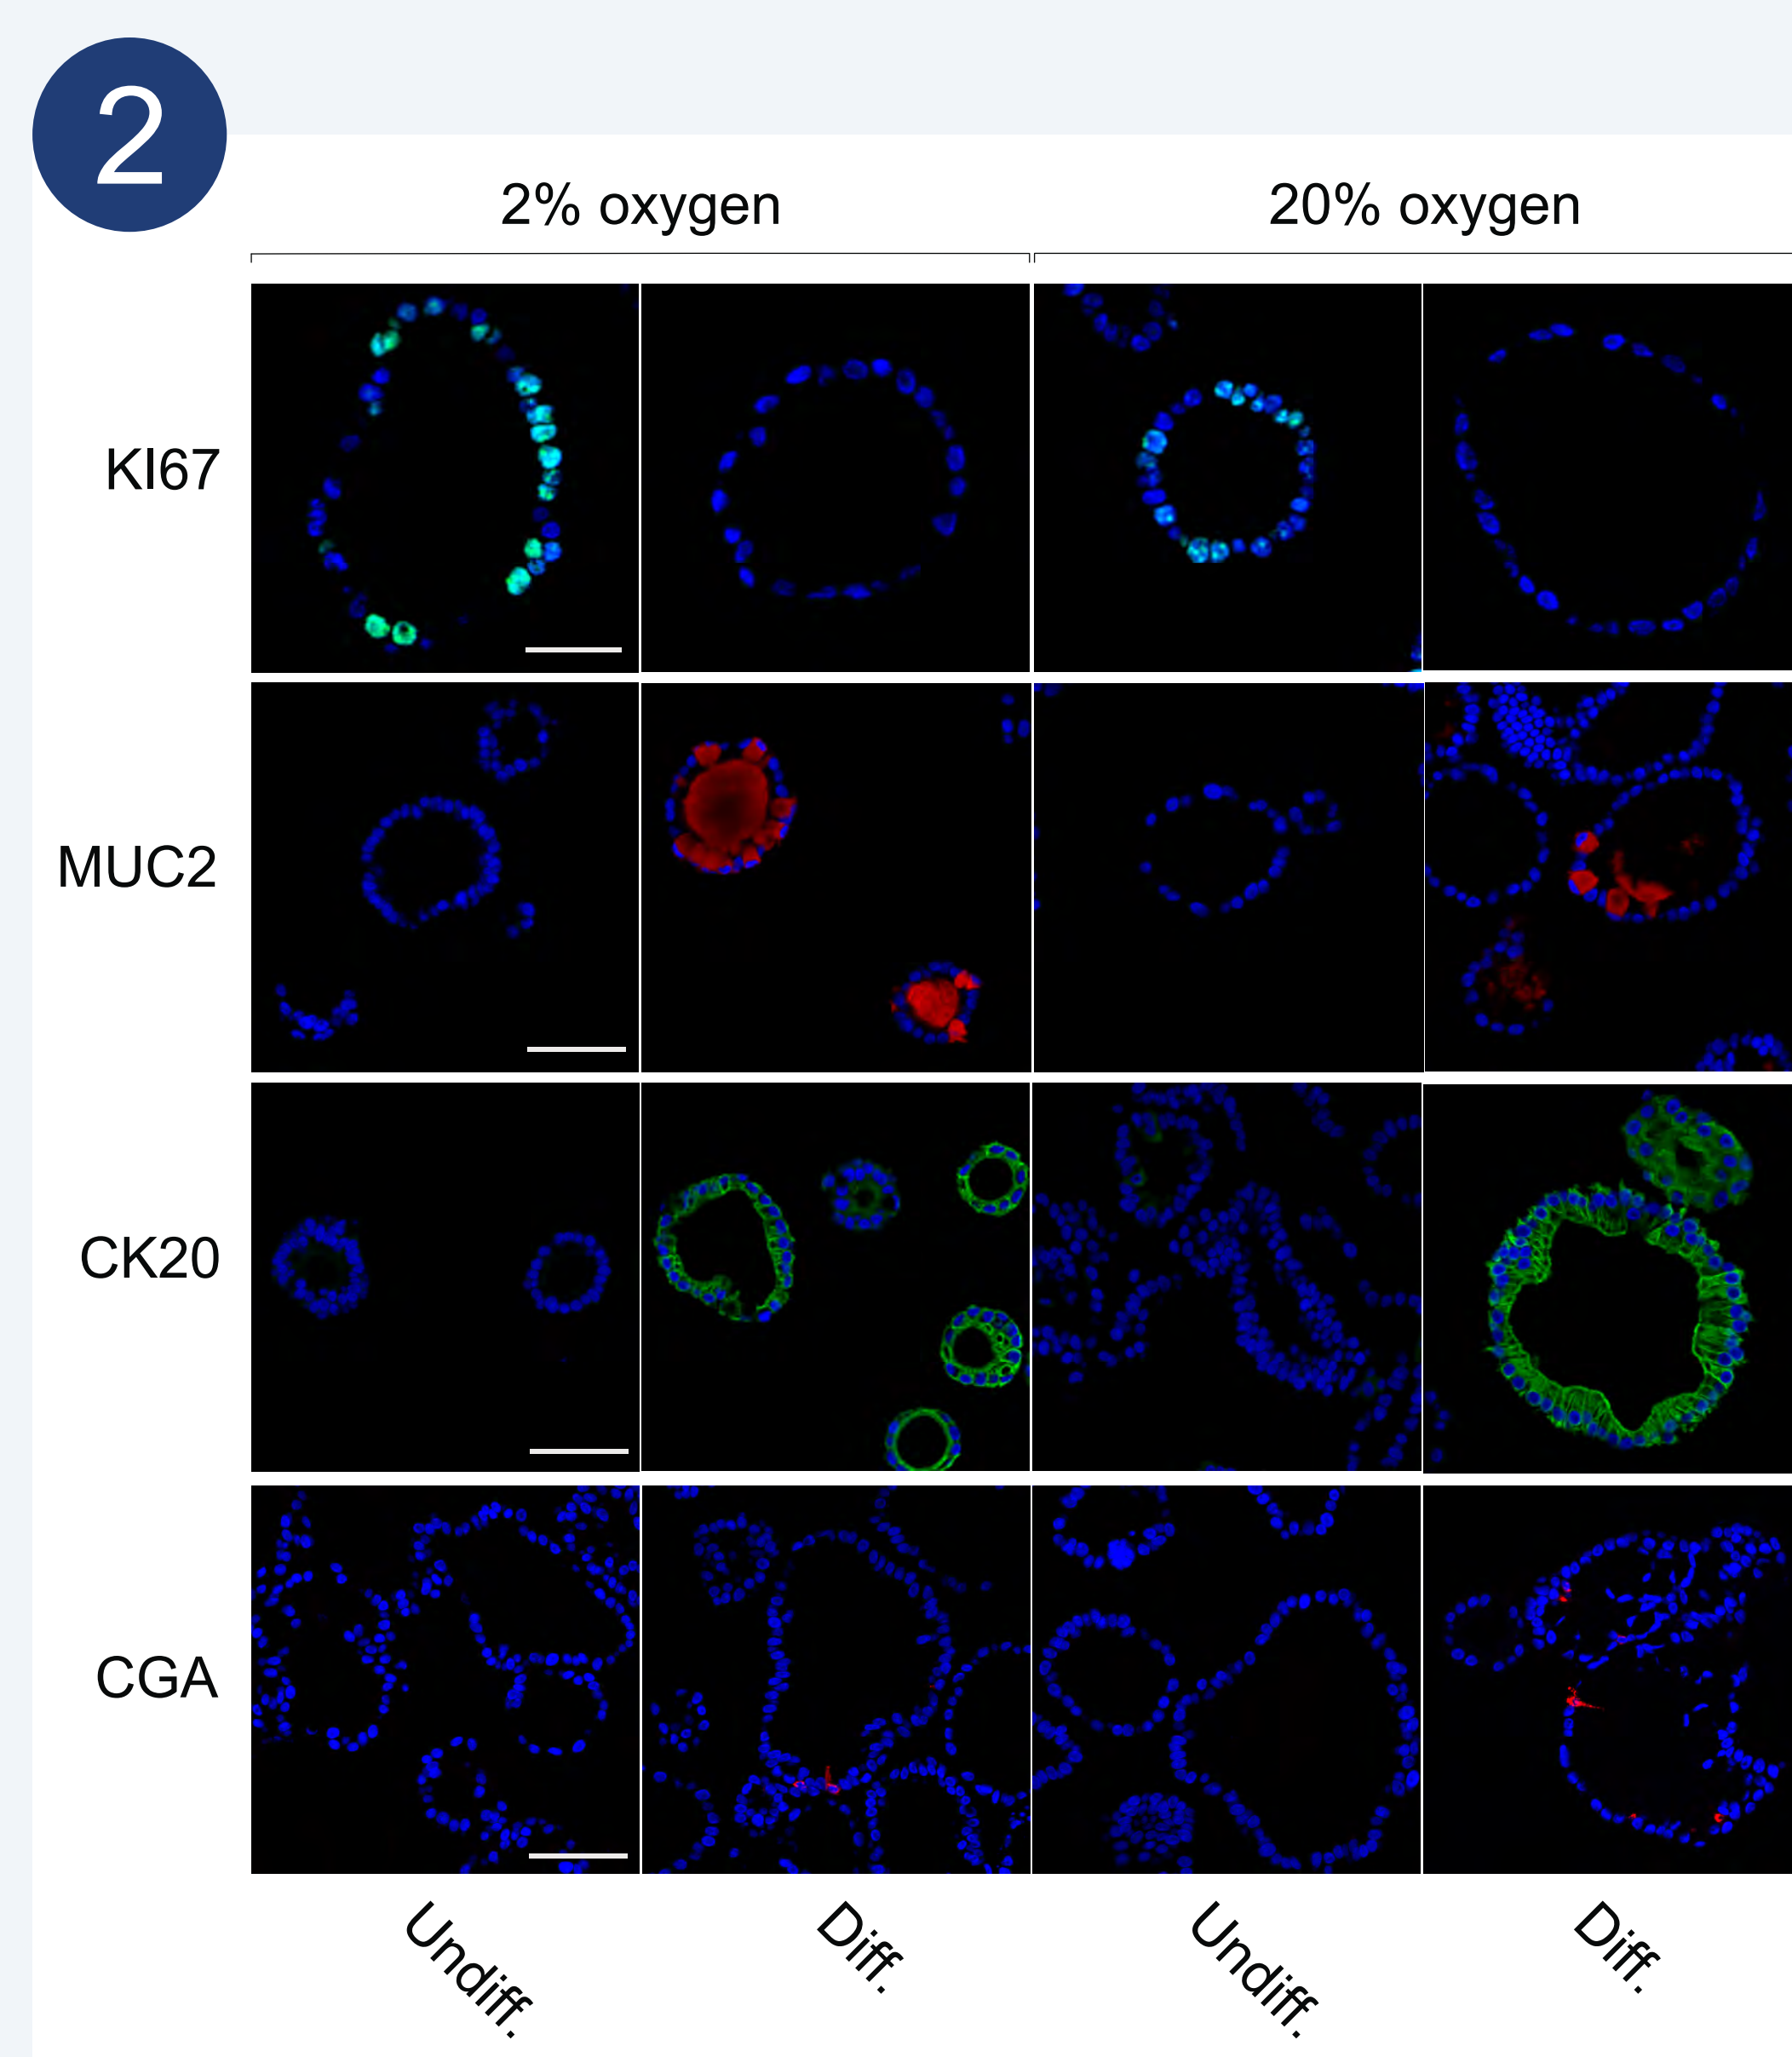 2
2% oxygen
20% oxygen
KI67
MUC2
CK20
CGA
Undiff.
Diff.
Undiff.
Diff.